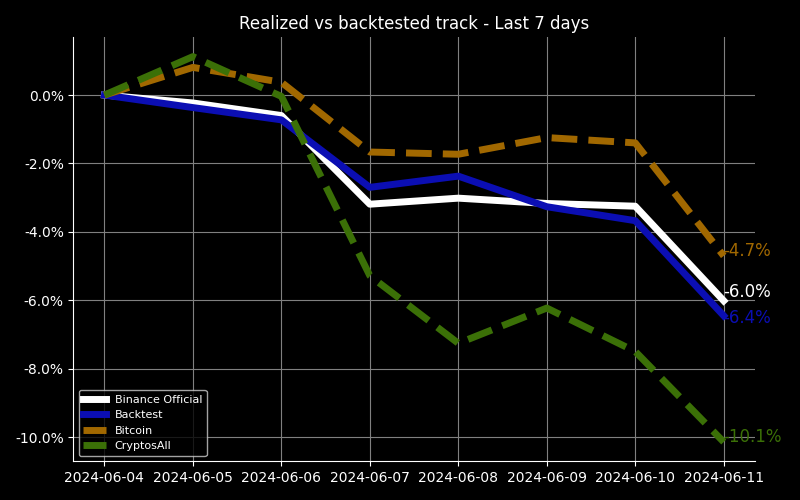 Realized vs backtested track - Last 7 days
0.0%
-2.0%
-4.0%
-6.0%
-8.0%
-10.0%
-4.7%
-6.0%
-6.4%
-10.1%
Binance Official
Backtest
Bitcoin
CryptosAll
2024-06-04 2024-06-05 2024-06-06 2024-06-07 2024-06-08 2024-06-09 2024-06-10 2024-06-11